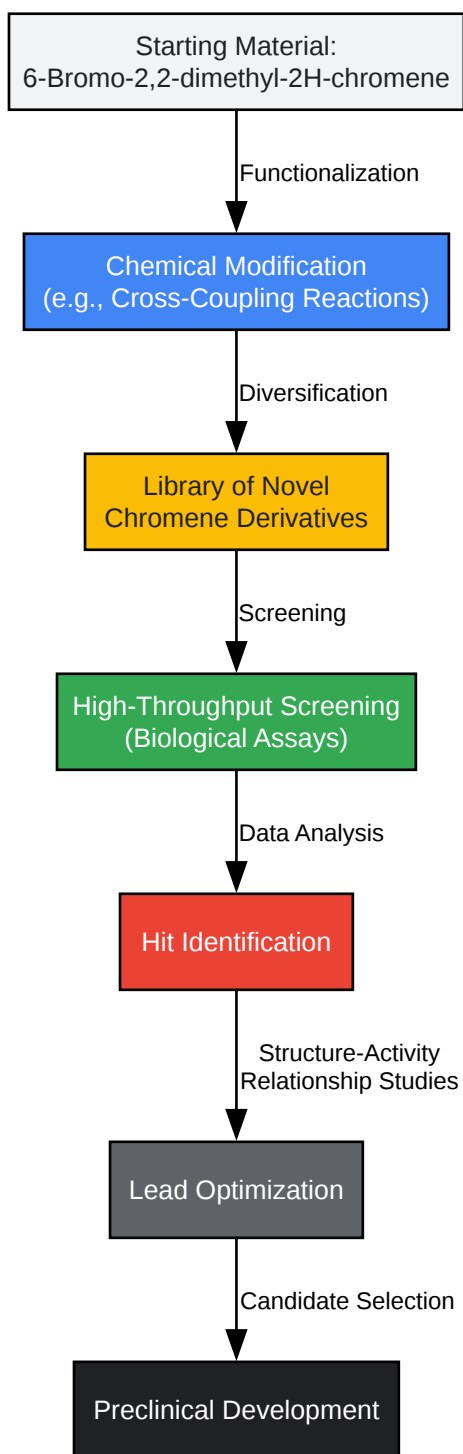 Starting Material:
6-Bromo-2,2-dimethyl-2H-chromene
Functionalization
Chemical Modification
(e.g., Cross-Coupling Reactions)
Diversification
Library of Novel
Chromene Derivatives
Screening
High-Throughput Screening
(Biological Assays)
Data Analysis
Hit Identification
Structure-Activity
Relationship Studies
Lead Optimization
Candidate Selection
Preclinical Development